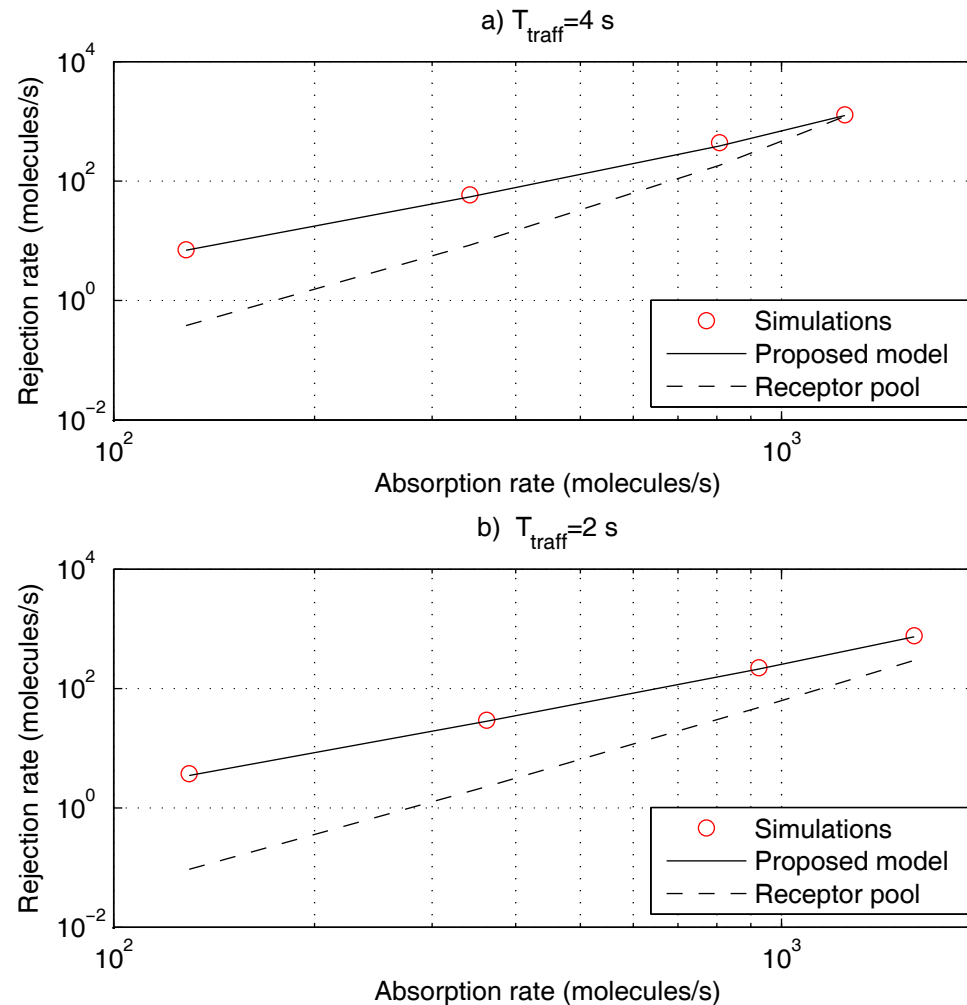 a) T_traff=4 s
Rejection rate (molecules/s)
10^4
10^2
10^0
10^−2
10^2
10^3
Absorption rate (molecules/s)
Simulations
Proposed model
Receptor pool
b) T_traff=2 s
Rejection rate (molecules/s)
10^4
10^2
10^0
10^−2
10^2
10^3
Absorption rate (molecules/s)
Simulations
Proposed model
Receptor pool